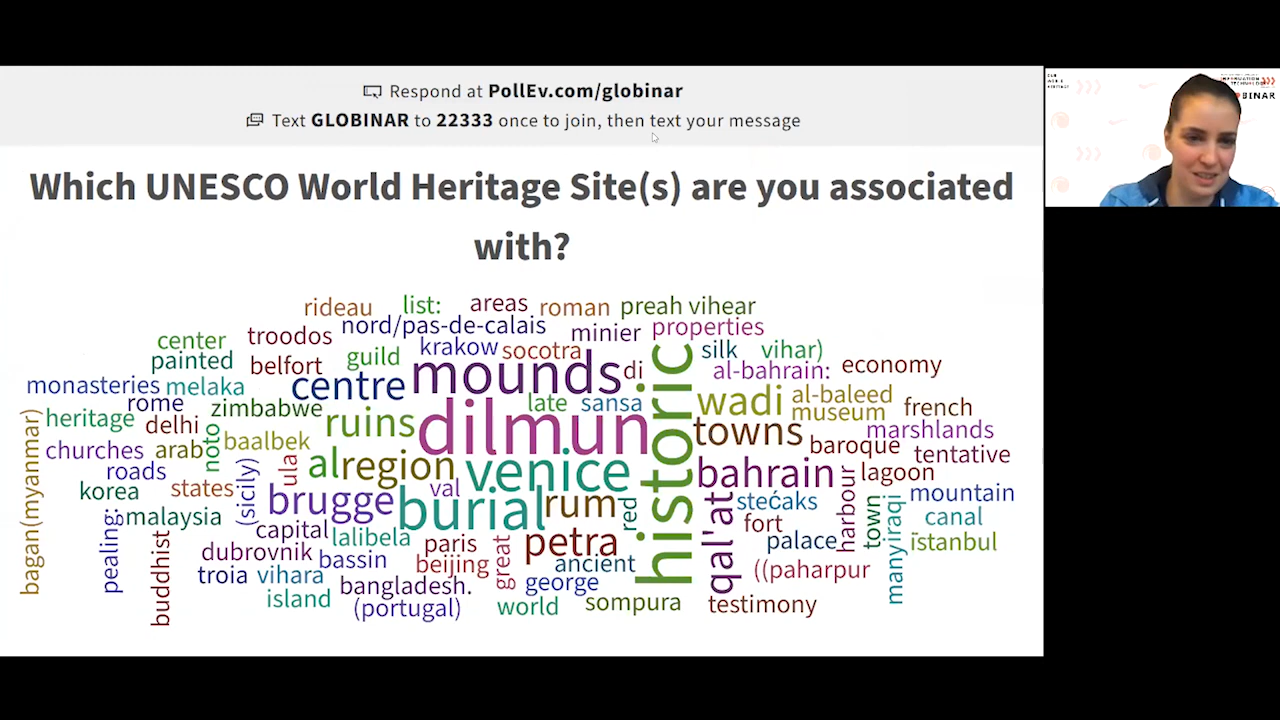 Respond at PollEv.com/globinar
Text GLOBINAR to 22333 once to join, then text your message
Which UNESCO World Heritage Site(s) are you associated
with?
rideau list: areas roman preah vihear
center troodos nord/pas-de-calais minier properties
painted belfort guild krakow socotra silk vihar)
monasteries melaka centre mounds di historic al-bahrain: economy
rome zimbabwe late sansa wadi al-baleed
heritage delhi noto ruins dilmun museum french
churches arab baalbek towns marshlands
roads al region venice baroque tentative
korea states (sicily) ula val bahrain lagoon
bagan(myanmar) brugge burial rum red qal'at stećaks harbour mountain
pealing: malaysia capital lalibela fort town many iraqi canal
buddhist dubrovnik bassin paris great petra palace istanbul
troia vihara beijing ancient ((paharpur
island bangladesh. george
(portugal) world sompura testimony
OUR
WORLD
HERITAGE
INFORMATION
TECHNOLOGY